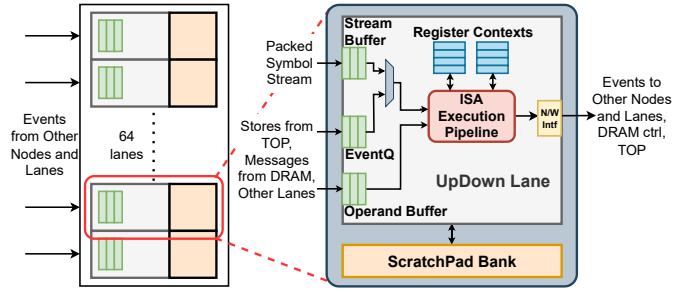 Events
from Other
Nodes and
Lanes
64
lanes
Packed
Symbol
Stream
Stores from
TOP,
Messages
from DRAM,
Other Lanes
Stream
Buffer
EventQ
Operand Buffer
Register Contexts
ISA
Execution
Pipeline
N/W
Intf
UpDown Lane
ScratchPad Bank
Events to
Other Nodes
and Lanes,
DRAM ctrl,
TOP